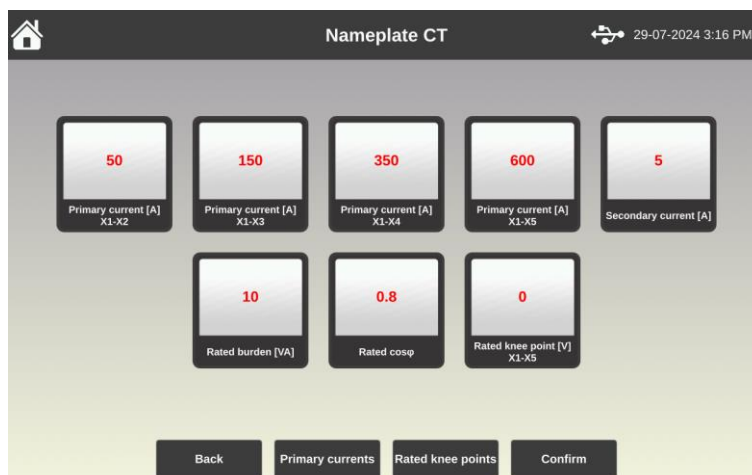 Nameplate CT
29-07-2024 3:16 PM
50
Primary current [A]
X1-X2
150
Primary current [A]
X1-X3
350
Primary current [A]
X1-X4
600
Primary current [A]
X1-X5
5
Secondary current [A]
10
Rated burden [VA]
0.8
Rated cosφ
0
Rated knee point [V]
X1-X5
Back
Primary currents
Rated knee points
Confirm